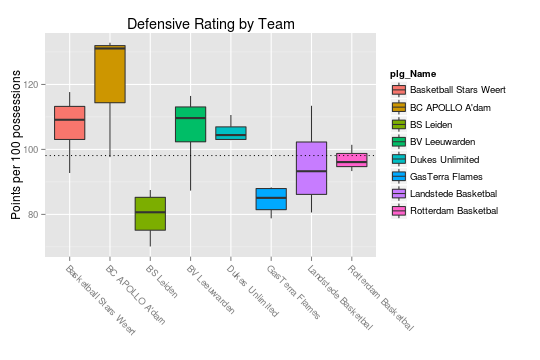 Defensive Rating by Team
Points per 100 possessions
120
100
80
Basketball Stars Weert
BC APOLLO A'dam
BS Leiden
BV Leeuwarden
Dukes Unlimited
GasTerra Flames
Landstede Basketbal
Rotterdam Basketbal
plg_Name
Basketball Stars Weert
BC APOLLO A'dam
BS Leiden
BV Leeuwarden
Dukes Unlimited
GasTerra Flames
Landstede Basketbal
Rotterdam Basketbal